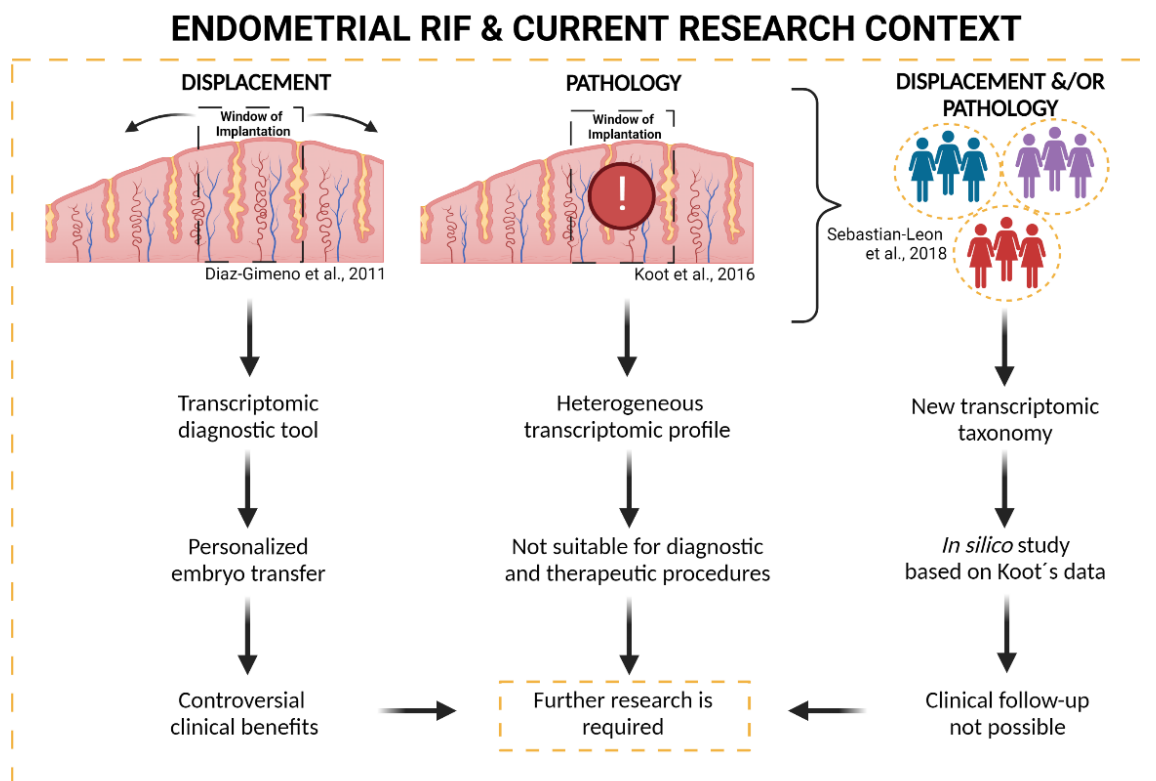 ENDOMETRIAL RIF & CURRENT RESEARCH CONTEXT
DISPLACEMENT
Window of
Implantation
Diaz-Gimeno et al., 2011
Transcriptomic
diagnostic tool
Personalized
embryo transfer
Controversial
clinical benefits
PATHOLOGY
Window of
Implantation
!
Koot et al., 2016
Heterogeneous
transcriptomic profile
Not suitable for diagnostic
and therapeutic procedures
Further research is
required
DISPLACEMENT &/OR
PATHOLOGY
Sebastian-Leon
et al., 2018
New transcriptomic
taxonomy
In silico study
based on Koot´s data
Clinical follow-up
not possible